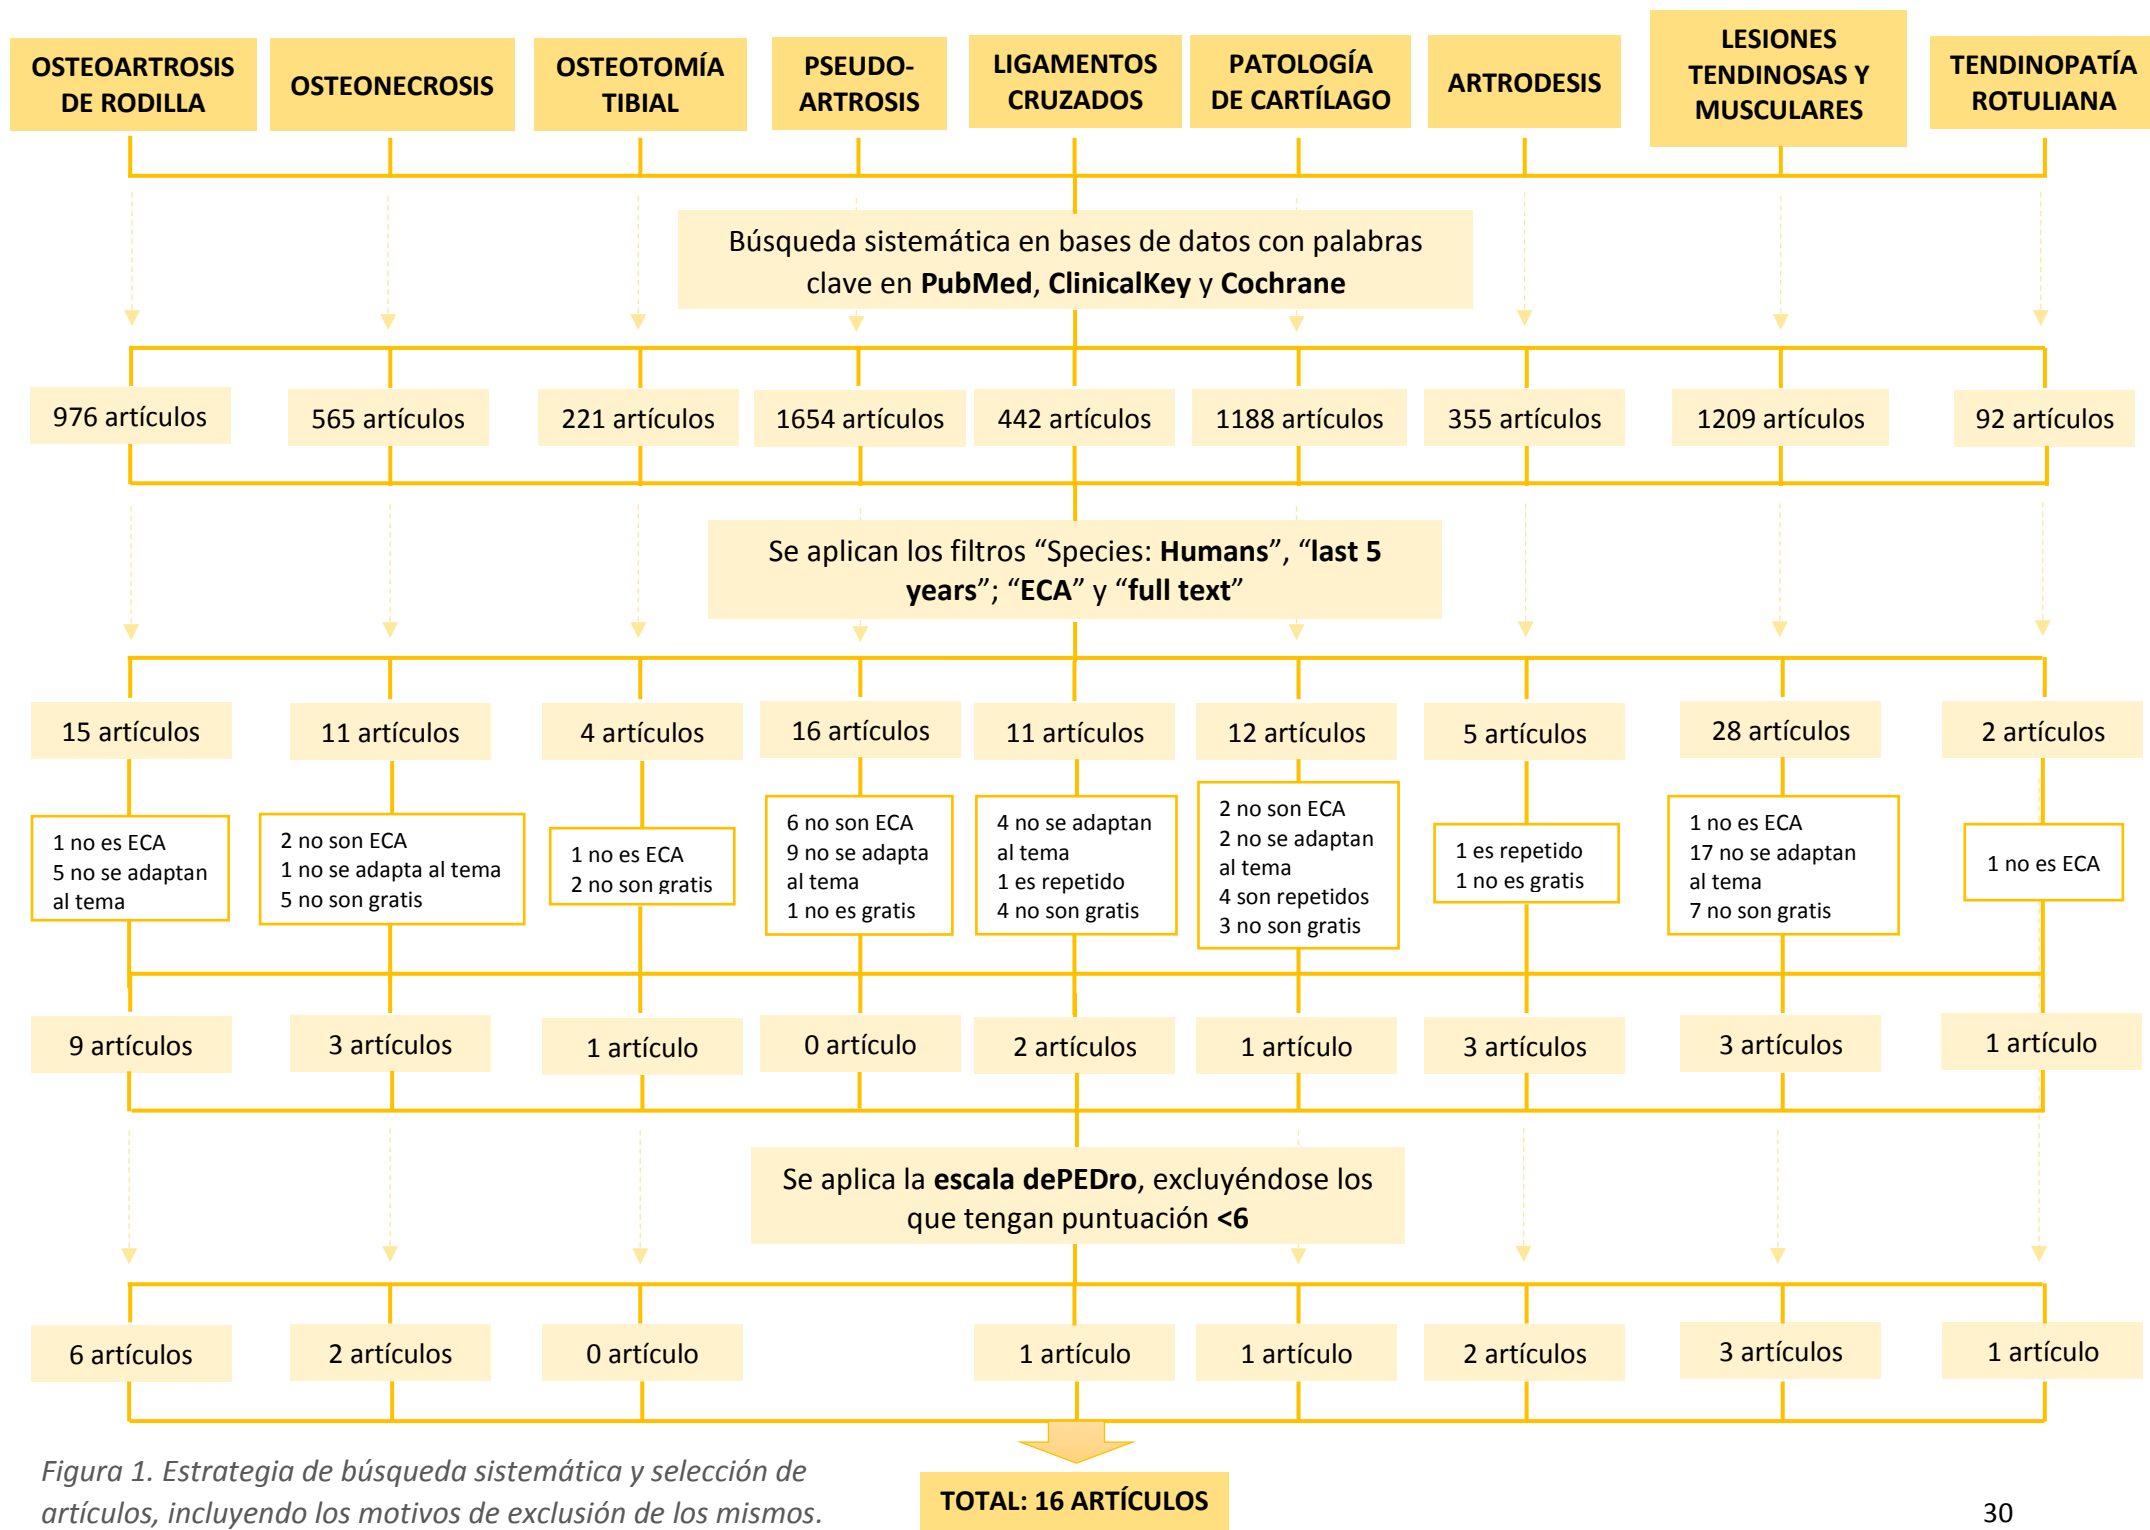 OSTEOARTROSIS
DE RODILLA
OSTEONECROSIS
OSTEOTOMÍA
TIBIAL
PSEUDO-
ARTROSIS
LIGAMENTOS
CRUZADOS
PATOLOGÍA
DE CARTÍLAGO
ARTRODESIS
LESIONES
TENDINOSAS Y
MUSCULARES
TENDINOPATÍA
ROTULIANA
Búsqueda sistemática en bases de datos con palabras
clave en PubMed, ClinicalKey y Cochrane
976 artículos
565 artículos
221 artículos
1654 artículos
442 artículos
1188 artículos
355 artículos
1209 artículos
92 artículos
Se aplican los filtros “Species: Humans”, “last 5
years”; “ECA” y “full text”
15 artículos
11 artículos
4 artículos
16 artículos
11 artículos
12 artículos
5 artículos
28 artículos
2 artículos
1 no es ECA
5 no se adaptan
al tema
2 no son ECA
1 no se adapta al tema
5 no son gratis
1 no es ECA
2 no son gratis
6 no son ECA
9 no se adapta
al tema
1 no es gratis
4 no se adaptan
al tema
1 es repetido
4 no son gratis
2 no son ECA
2 no se adaptan
al tema
4 son repetidos
3 no son gratis
1 es repetido
1 no es gratis
1 no es ECA
17 no se adaptan
al tema
7 no son gratis
1 no es ECA
9 artículos
3 artículos
1 artículo
0 artículo
2 artículos
1 artículo
3 artículos
3 artículos
1 artículo
Se aplica la escala dePEDro, excluyéndose los
que tengan puntuación <6
6 artículos
2 artículos
0 artículo
1 artículo
1 artículo
2 artículos
3 artículos
1 artículo
TOTAL: 16 ARTÍCULOS
Figura 1. Estrategia de búsqueda sistemática y selección de
artículos, incluyendo los motivos de exclusión de los mismos.
30